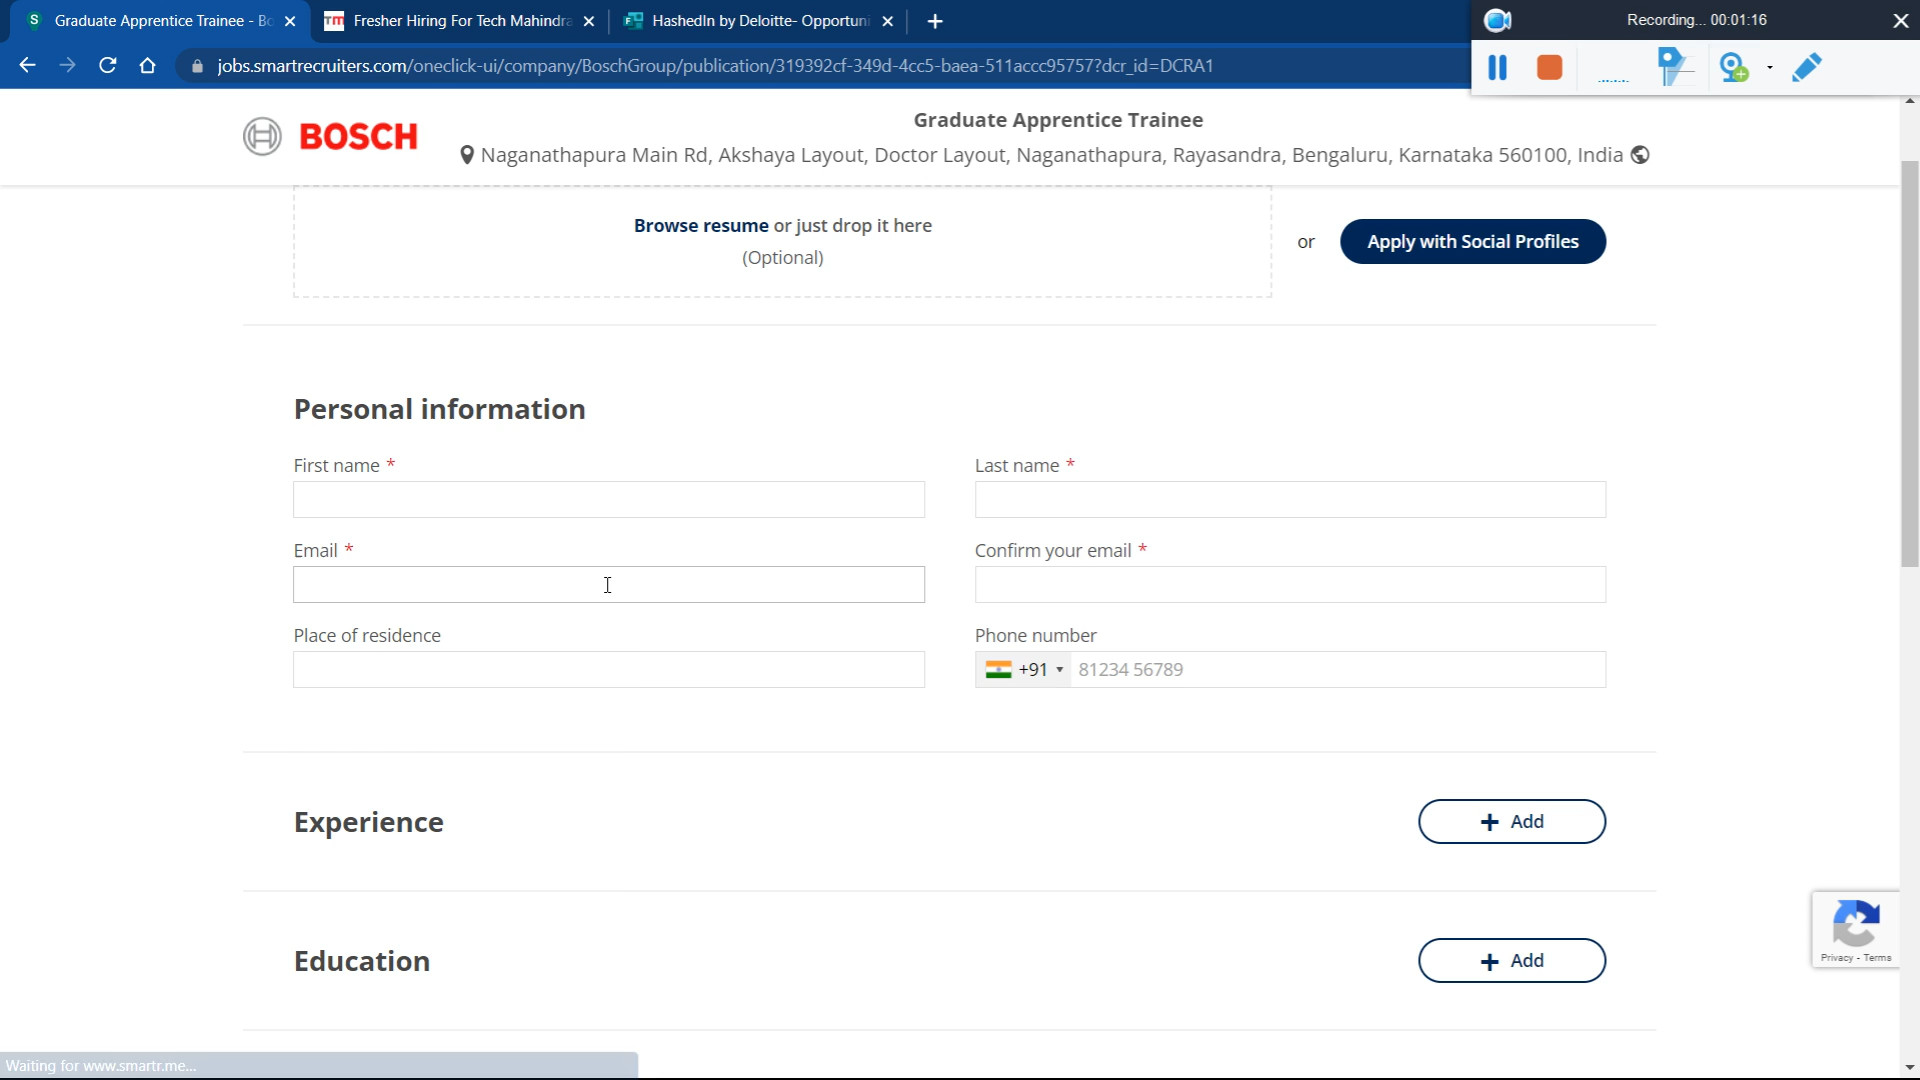 Graduate Apprentice Trainee - Bo
Fresher Hiring For Tech Mahindra
HashedIn by Deloitte- Opportuni
Recording... 00:01:16
jobs.smartrecruiters.com/oneclick-ui/company/BoschGroup/publication/319392cf-349d-4cc5-baea-511accc95757?dcr_id=DCRA1
BOSCH
Graduate Apprentice Trainee
Naganathapura Main Rd, Akshaya Layout, Doctor Layout, Naganathapura, Rayasandra, Bengaluru, Karnataka 560100, India
Browse resume or just drop it here
(Optional)
or
Apply with Social Profiles
Personal information
First name *
Last name *
Email *
Confirm your email *
Place of residence
Phone number
+91 81234 56789
Experience
+ Add
Education
+ Add
Privacy - Terms
Waiting for www.smartr.me...